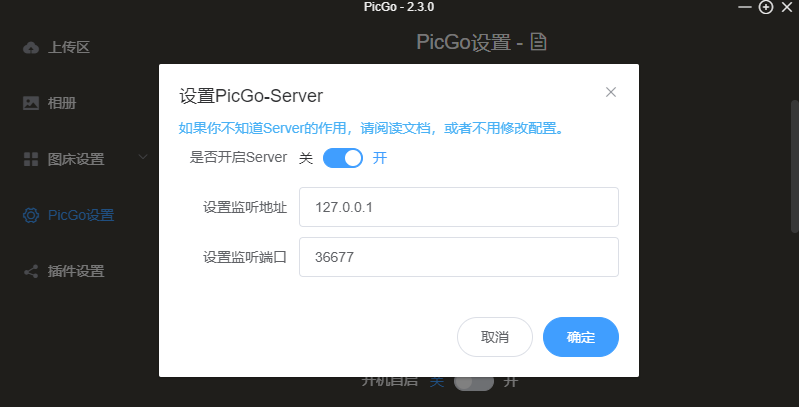 PicGo - 2.3.0
上传区
相册
图床设置
PicGo设置
插件设置
PicGo设置 -
设置PicGo-Server
如果你不知道Server的作用，请阅读文档，或者不用修改配置。
是否开启Server 关 开
设置监听地址 127.0.0.1
设置监听端口 36677
取消 确定
开机自启 关 开